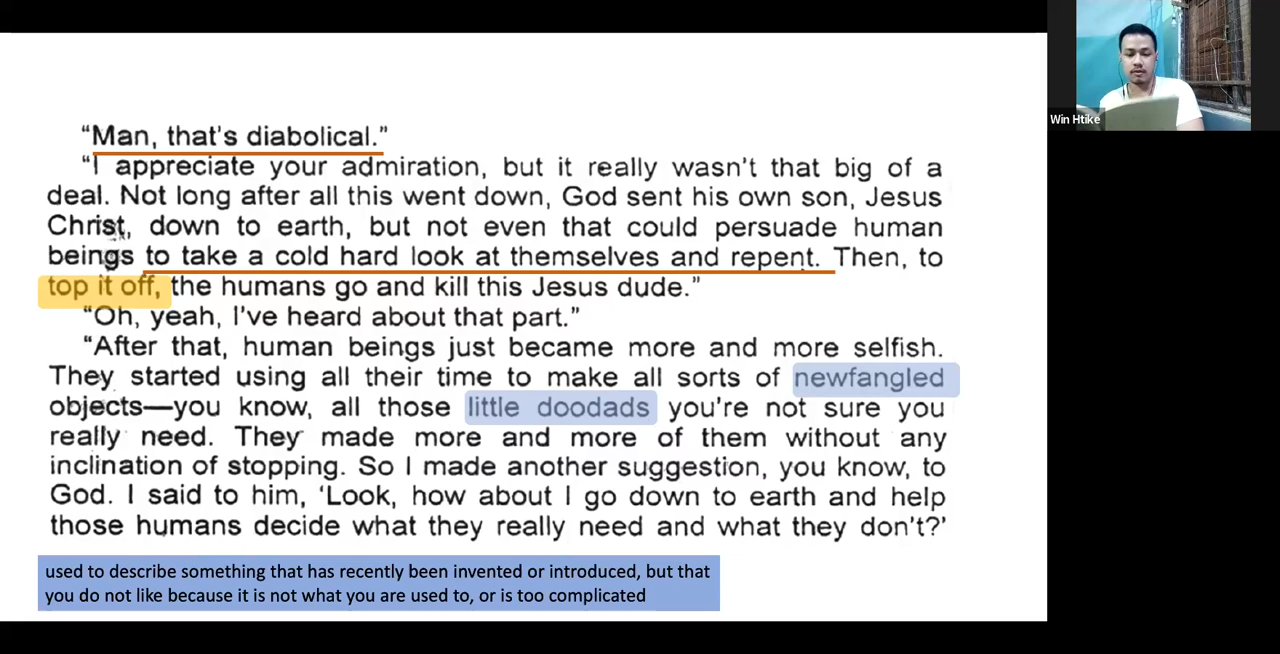 “Man, that's diabolical.”
“I appreciate your admiration, but it really wasn't that big of a
deal. Not long after all this went down, God sent his own son, Jesus
Christ, down to earth, but not even that could persuade human
beings to take a cold hard look at themselves and repent. Then, to
top it off, the humans go and kill this Jesus dude.”
“Oh, yeah, I've heard about that part.”
“After that, human beings just became more and more selfish.
They started using all their time to make all sorts of newfangled
objects—you know, all those little doodads you're not sure you
really need. They made more and more of them without any
inclination of stopping. So I made another suggestion, you know, to
God. I said to him, ‘Look, how about I go down to earth and help
those humans decide what they really need and what they don't?’
used to describe something that has recently been invented or introduced, but that
you do not like because it is not what you are used to, or is too complicated
Win Htike